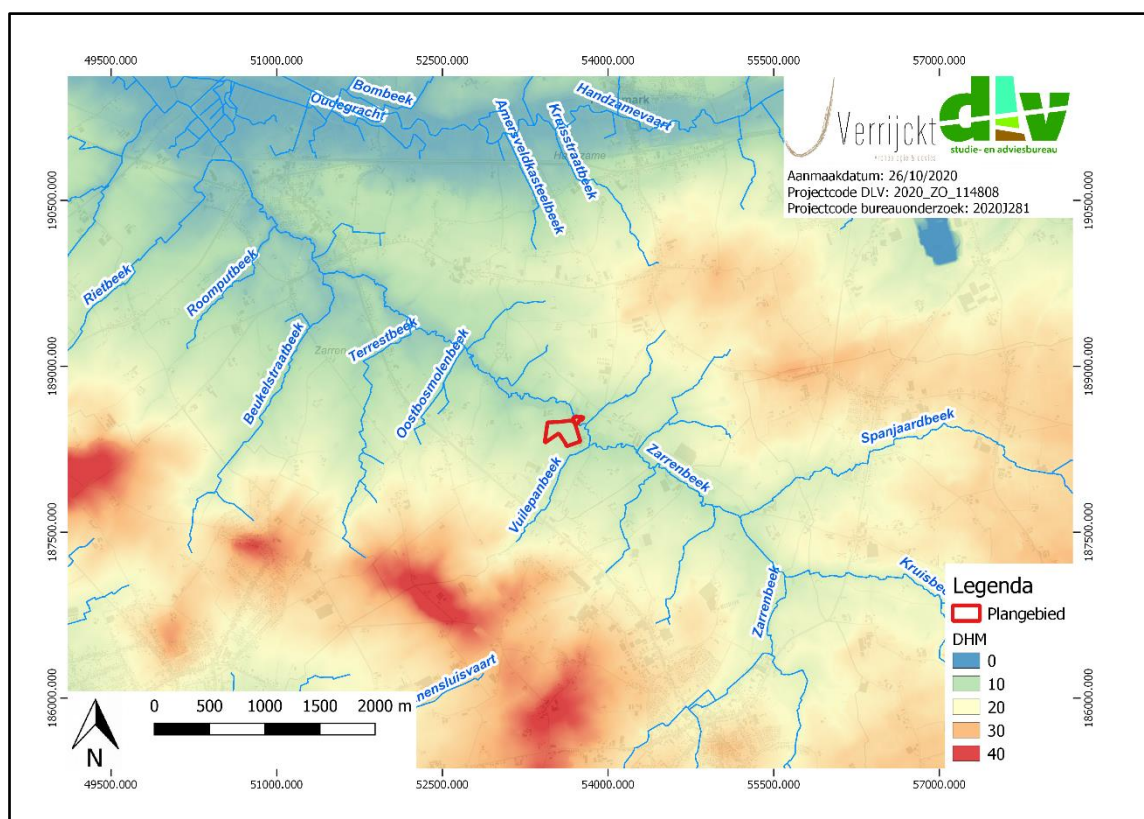 49500.000 51000.000 52500.000 54000.000 55500.000 57000.000
Bombeek
Oudegracht
Handzamevaart
Amersveldkasteelbeek
Kruisstraatbeek
Verrijckt
dlv
studie- en adviesbureau
Aanmaakdatum: 26/10/2020
Projectcode DLV: 2020_ZO_114808
Projectcode bureauonderzoek: 2020J281
190500.000 190500.000
Rietbeek
Roomputbeek
Beukelstraatbeek
Terrestbeek
Zarren
Oostbosmolenbeek
189000.000 189000.000
Spanjaardbeek
Zarrenbeek
Vuilepanbeek
187500.000 187500.000
Kruisbee
Zarrenbeek
nensluisvaart
186000.000 186000.000
Legenda
Plangebied
DHM
0
10
20
30
40
N
0 500 1000 1500 2000 m
49500.000 51000.000 52500.000 54000.000 55500.000 57000.000